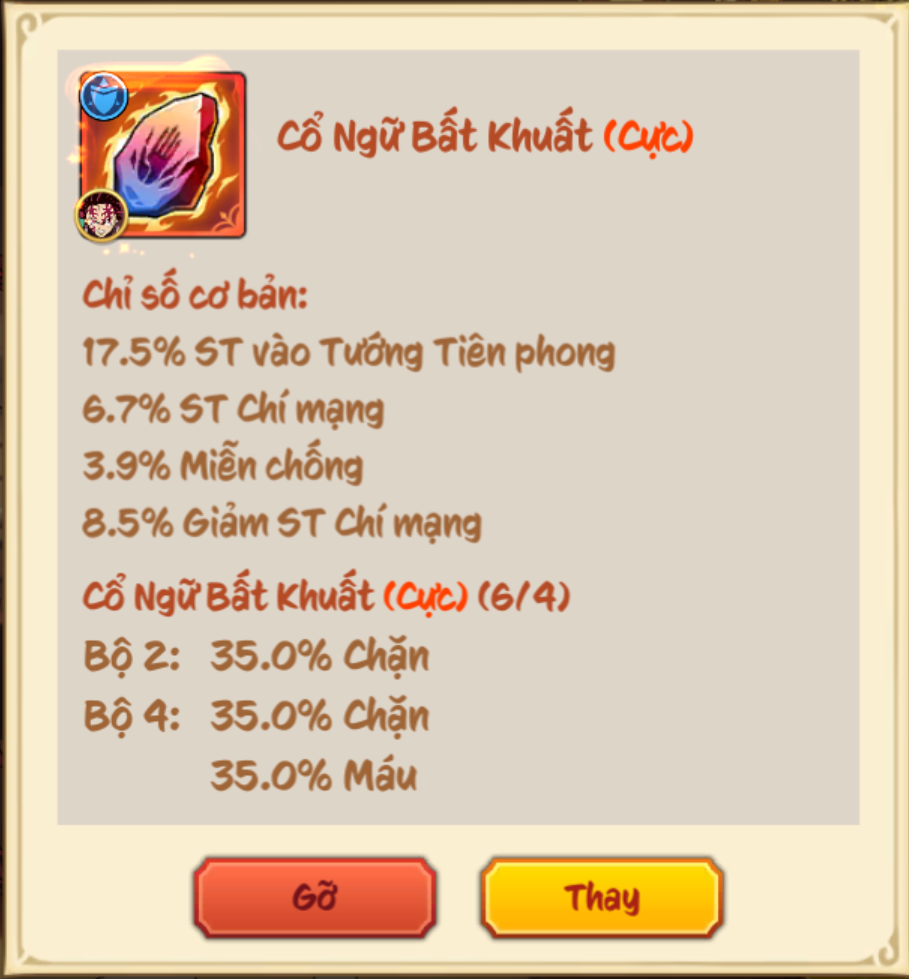 Cổ Ngữ Bất Khuất (Cực)
Chỉ số cơ bản:
17.5% ST vào Tướng Tiên phong
6.7% ST Chí mạng
3.9% Miễn chống
8.5% Giảm ST Chí mạng
Cổ Ngữ Bất Khuất (Cực) (6/4)
Bộ 2: 35.0% Chặn
Bộ 4: 35.0% Chặn
35.0% Máu
Gỡ
Thay